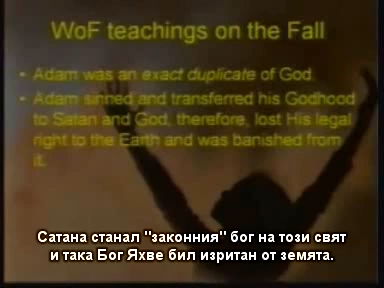 WoF teachings on the Fall
• Adam was an exact duplicate of God.
• Adam sinned and transferred his Godhood
to Satan and God, therefore, lost His legal
right to the Earth and was banished from
it.
Сатана станал "законния" бог на този свят
и така Бог Яхве бил изритан от земята.